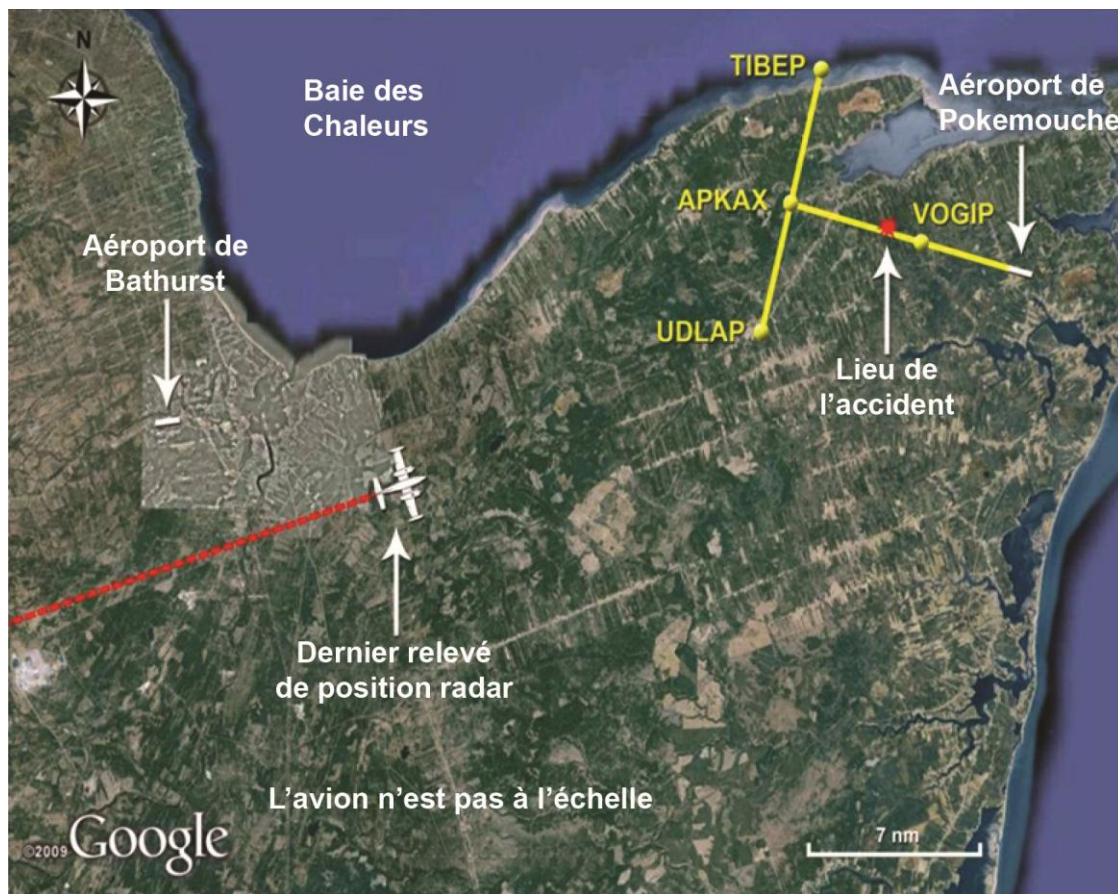 N
Baie des
Chaleurs
TIBEP
Aéroport de
Pokemouche
APKAX
VOGIP
Aéroport de
Bathurst
UDLAP
Lieu de
l'accident
Dernier relevé
de position radar
L'avion n'est pas à l'échelle
©2009 Google
7 nm